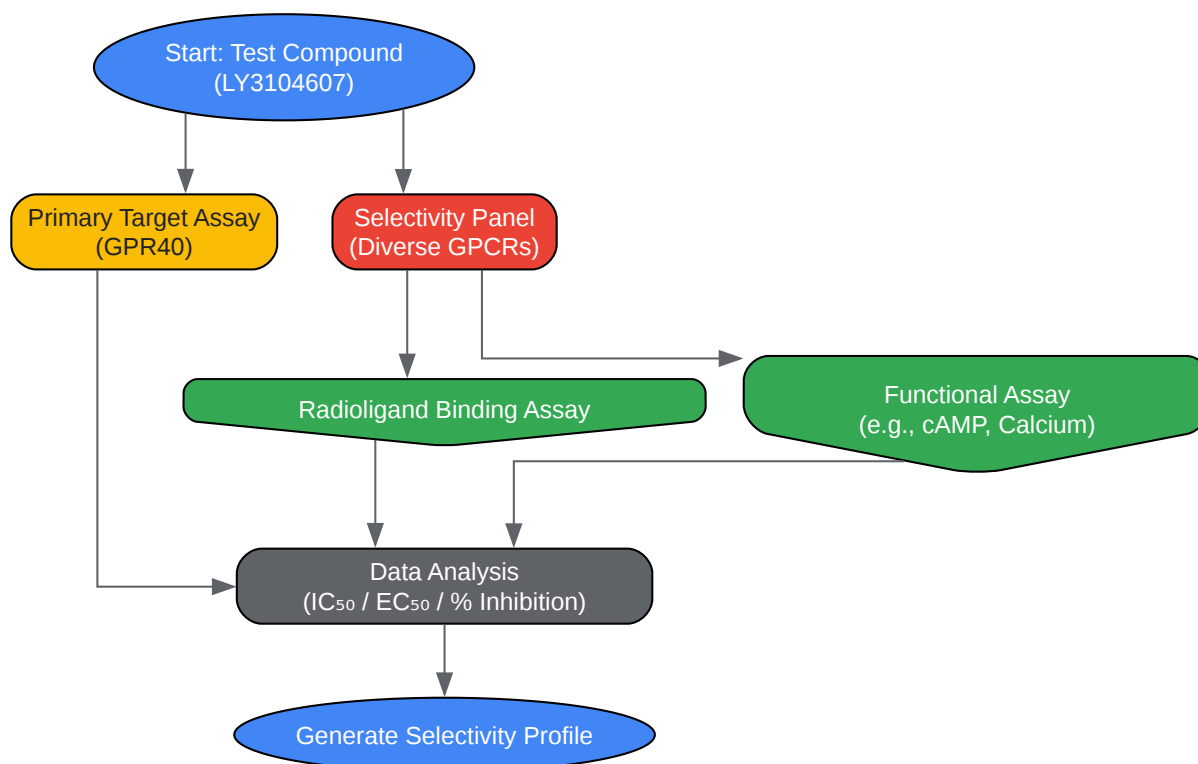 Start: Test Compound
(LY3104607)
Primary Target Assay
(GPR40)
Selectivity Panel
(Diverse GPCRs)
Radioligand Binding Assay
Functional Assay
(e.g., cAMP, Calcium)
Data Analysis
(IC₅₀ / EC₅₀ / % Inhibition)
Generate Selectivity Profile